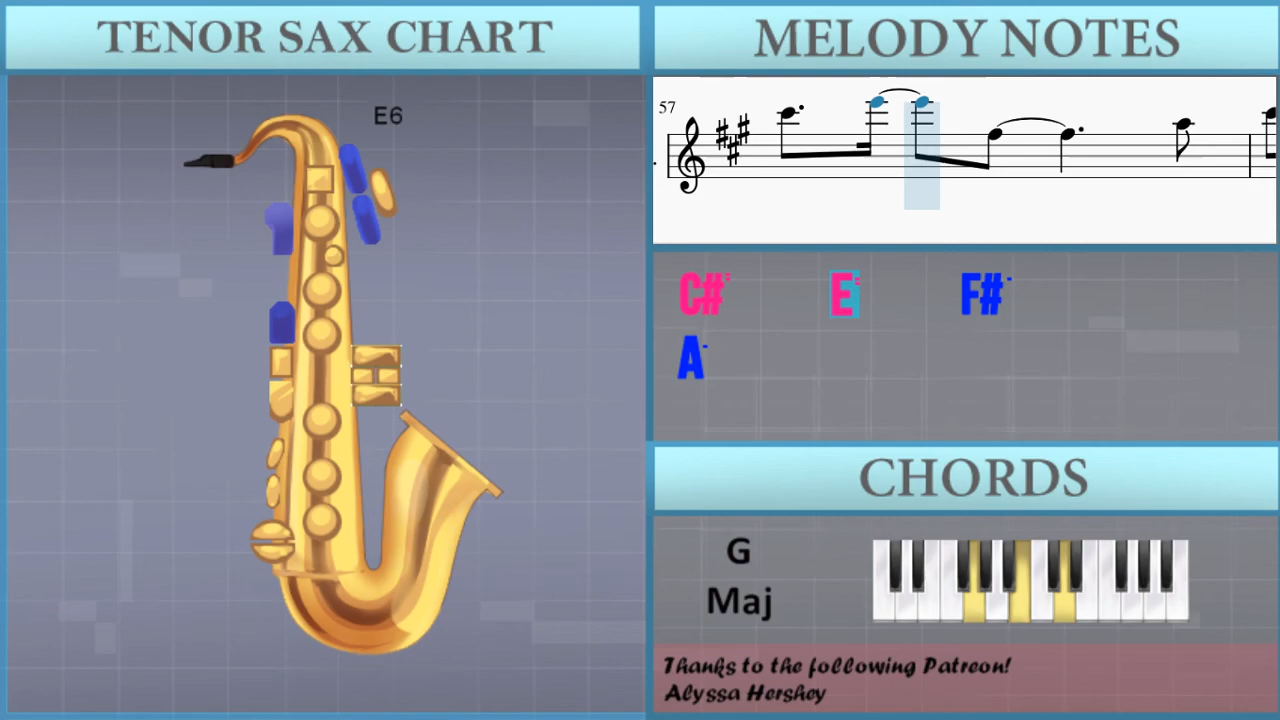 TENOR SAX CHART
E6
MELODY NOTES
57
C# E F#
A
CHORDS
G
Maj
Thanks to the following Patreon!
Alyssa Hershey